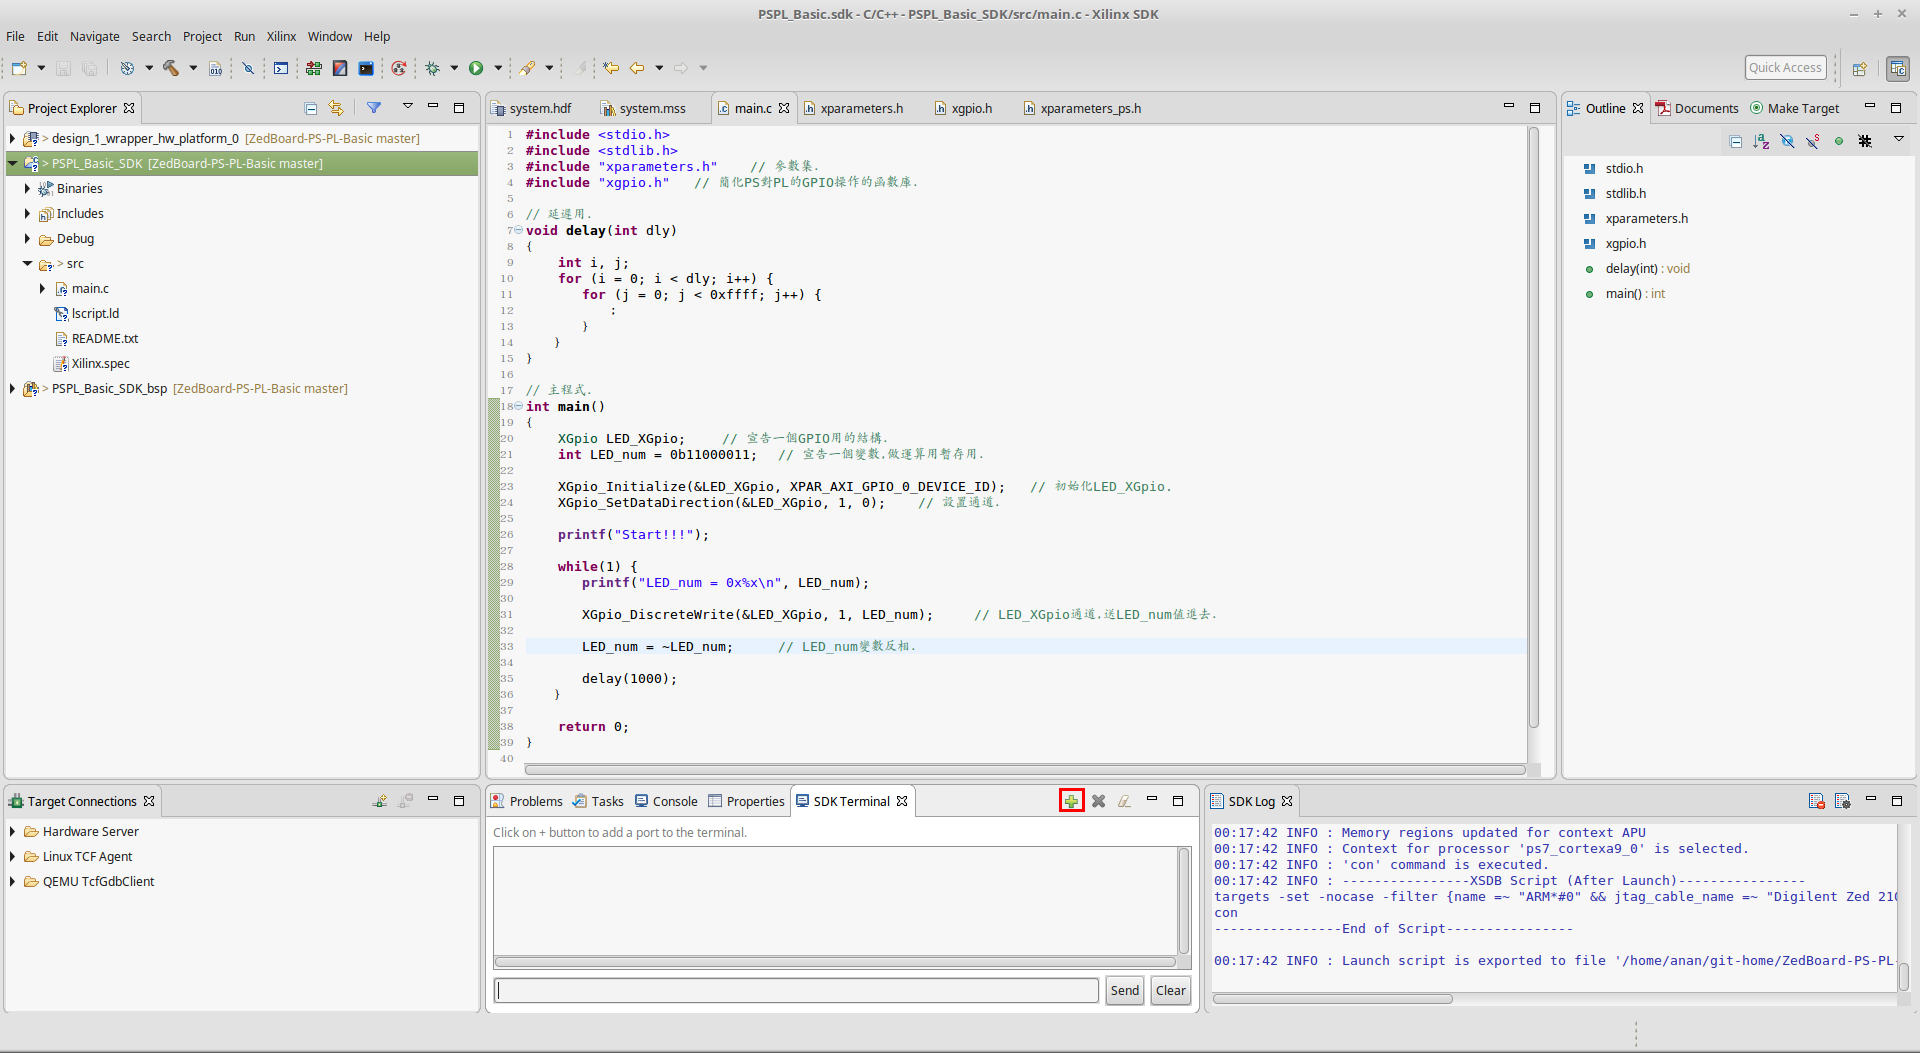 PSPL_Basic.sdk - C/C++ - PSPL_Basic_SDK/src/main.c - Xilinx SDK
File Edit Navigate Search Project Run Xilinx Window Help
Quick Access
Project Explorer
design_1_wrapper_hw_platform_0 [ZedBoard-PS-PL-Basic master]
> PSPL_Basic_SDK [ZedBoard-PS-PL-Basic master]
Binaries
Includes
Debug
> src
main.c
lscript.ld
README.txt
Xilinx.spec
> PSPL_Basic_SDK_bsp [ZedBoard-PS-PL-Basic master]
system.hdf system.mss main.c xparameters.h xgpio.h xparameters_ps.h
1 #include <stdio.h>
2 #include <stdlib.h>
3 #include "xparameters.h" // 參數集.
4 #include "xgpio.h" // 簡化PS對PL的GPIO操作的函數庫.
5
6 // 延遲用.
7 void delay(int dly)
8 {
9 int i, j;
10 for (i = 0; i < dly; i++) {
11 for (j = 0; j < 0xffff; j++) {
12 ;
13 }
14 }
15 }
16
17 // 主程式.
18 int main()
19 {
20 XGpio LED_XGpio; // 宣告一個GPIO用的結構.
21 int LED_num = 0b11000011; // 宣告一個變數,做運算用暫存用.
22
23 XGpio_Initialize(&LED_XGpio, XPAR_AXI_GPIO_0_DEVICE_ID); // 初始化LED_XGpio.
24 XGpio_SetDataDirection(&LED_XGpio, 1, 0); // 設置通道.
25
26 printf("Start!!!");
27
28 while(1) {
29 printf("LED_num = 0x%x\n", LED_num);
30
31 XGpio_DiscreteWrite(&LED_XGpio, 1, LED_num); // LED_XGpio通道,送LED_num值進去.
32
33 LED_num = ~LED_num; // LED_num變數反相.
34
35 delay(1000);
36 }
37
38 return 0;
39 }
40
Outline Documents Make Target
stdio.h
stdlib.h
xparameters.h
xgpio.h
delay(int) : void
main() : int
Target Connections
Hardware Server
Linux TCF Agent
QEMU TcfGdbClient
Problems Tasks Console Properties SDK Terminal
Click on + button to add a port to the terminal.
Send Clear
SDK Log
00:17:42 INFO : Memory regions updated for context APU
00:17:42 INFO : Context for processor 'ps7_cortexa9_0' is selected.
00:17:42 INFO : 'con' command is executed.
00:17:42 INFO : ----------------XSDB Script (After Launch)----------------
targets -set -nocase -filter {name =~ "ARM*#0" && jtag_cable_name =~ "Digilent Zed 210
con
----------------End of Script----------------
00:17:42 INFO : Launch script is exported to file '/home/anan/git-home/ZedBoard-PS-PL-